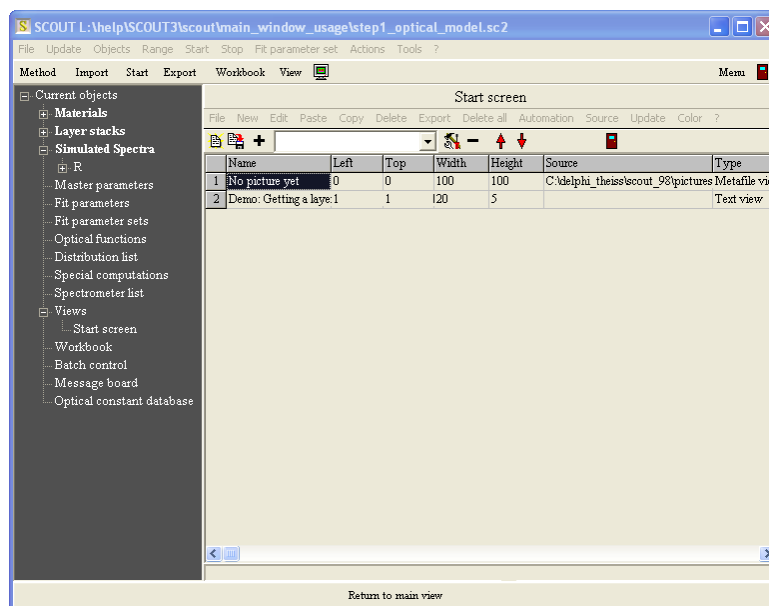 SCOUT L:\help\SCOUT3\scout\main_window_usage\step1_optical_model.sc2
File Update Objects Range Start Stop Fit parameter set Actions Tools ?
Method Import Start Export Workbook View Menu
Current objects
Materials
Layer stacks
Simulated Spectra
R
Master parameters
Fit parameters
Fit parameter sets
Optical functions
Distribution list
Special computations
Spectrometer list
Views
Start screen
Workbook
Batch control
Message board
Optical constant database
Start screen
File New Edit Paste Copy Delete Export Delete all Automation Source Update Color ?
Name Left Top Width Height Source Type
1 No picture yet 0 0 100 100 C:\delphi_theiss\scout_98\pictures Metafile vi
2 Demo: Getting a laye 1 1 20 5 Text view
Return to main view